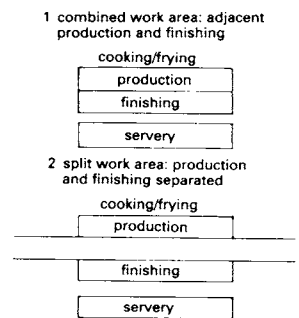 1 combined work area: adjacent
production and finishing
cooking/frying
production
finishing
servery
2 split work area: production
and finishing separated
cooking/frying
production
finishing
servery